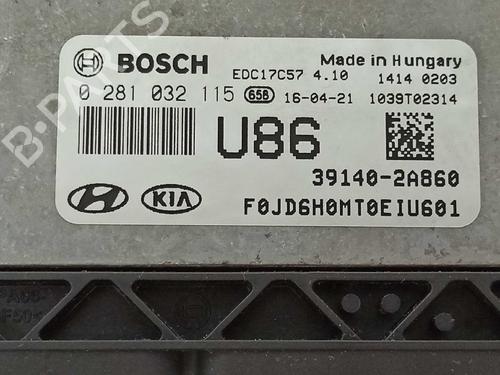 BOSCH
EDC17C57 4.10
Made in Hungary
1414 0203
0 281 032 115
65B
16-04-21
1039T02314
U86
39140-2A860
KIA
F0JD6H0MT0EIU601
B-PARTS